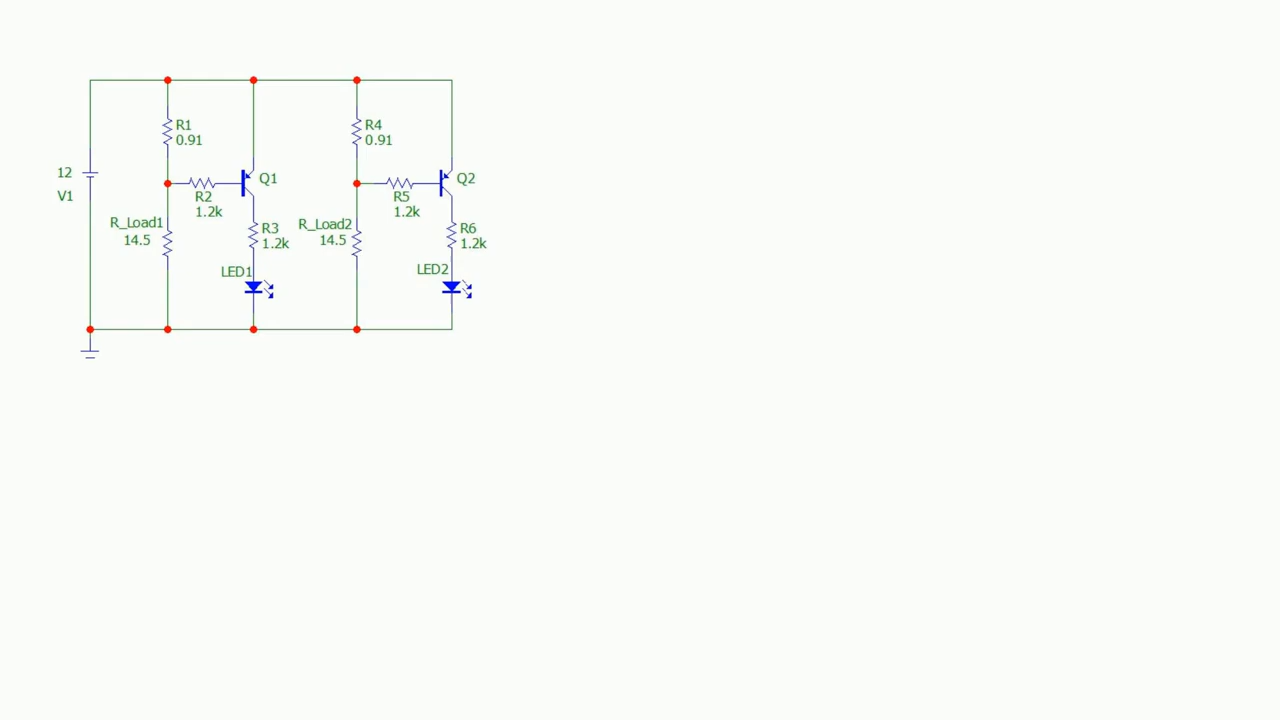 R1
0.91
R4
0.91
12
V1
Q1
Q2
R2
1.2k
R5
1.2k
R_Load1
14.5
R3
1.2k
R_Load2
14.5
R6
1.2k
LED1
LED2